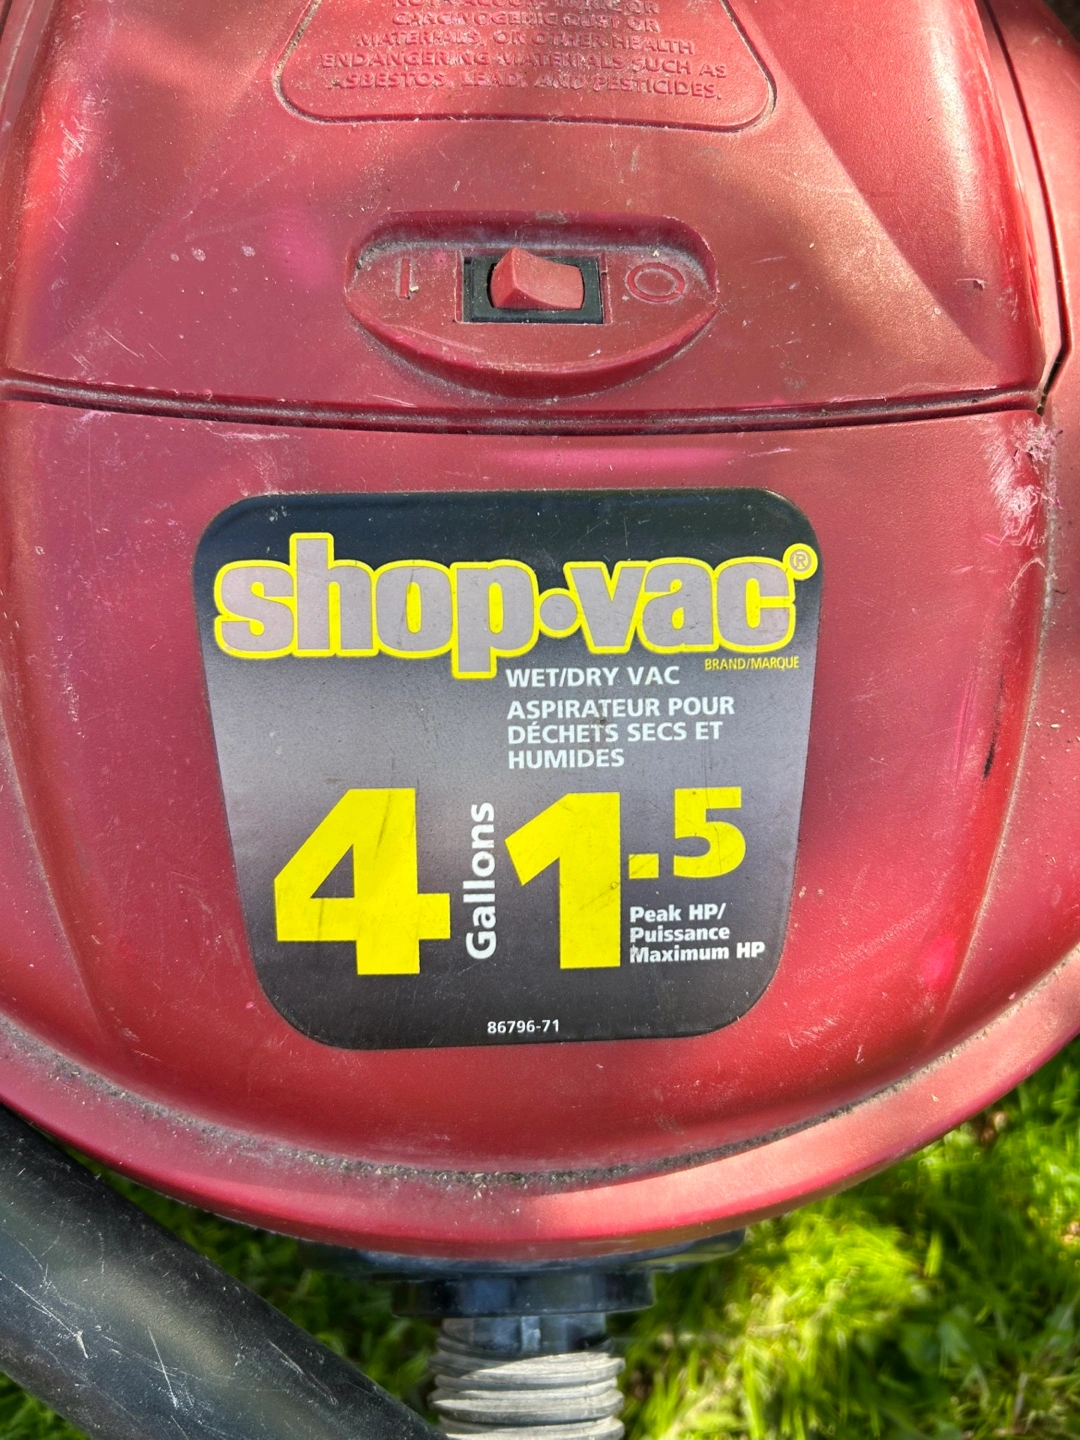 CARCINOGENIC DUST OR
MATERIALS, OR OTHER HEALTH
ENDANGERING MATERIALS SUCH AS
ASBESTOS, LEAD, AND PESTICIDES.
I O
shop·vac®
BRAND/MARQUE
WET/DRY VAC
ASPIRATEUR POUR
DÉCHETS SECS ET
HUMIDES
4 Gallons
1.5
Peak HP/
Puissance
Maximum HP
86796-71